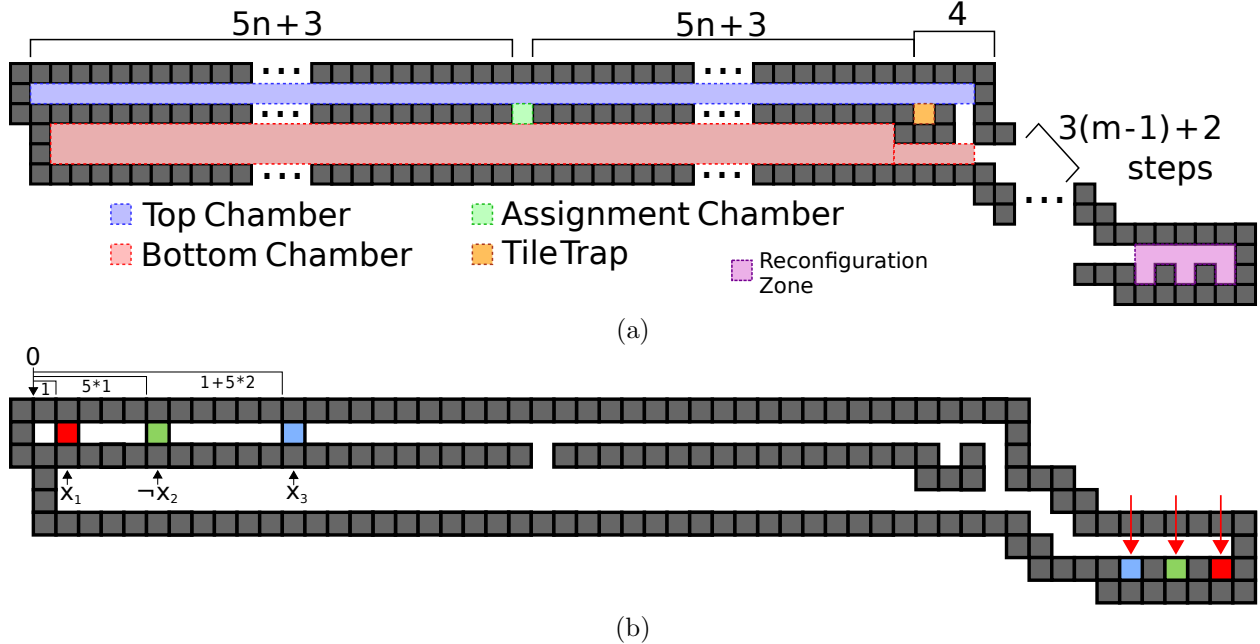 5n+3 5n+3 4
3(m-1)+2
steps
Top Chamber Assignment Chamber
Bottom Chamber Tile Trap Reconfiguration
Zone
(a)
0
1 5*1 1+5*2
x₁ ¬x₂ x₃
(b)